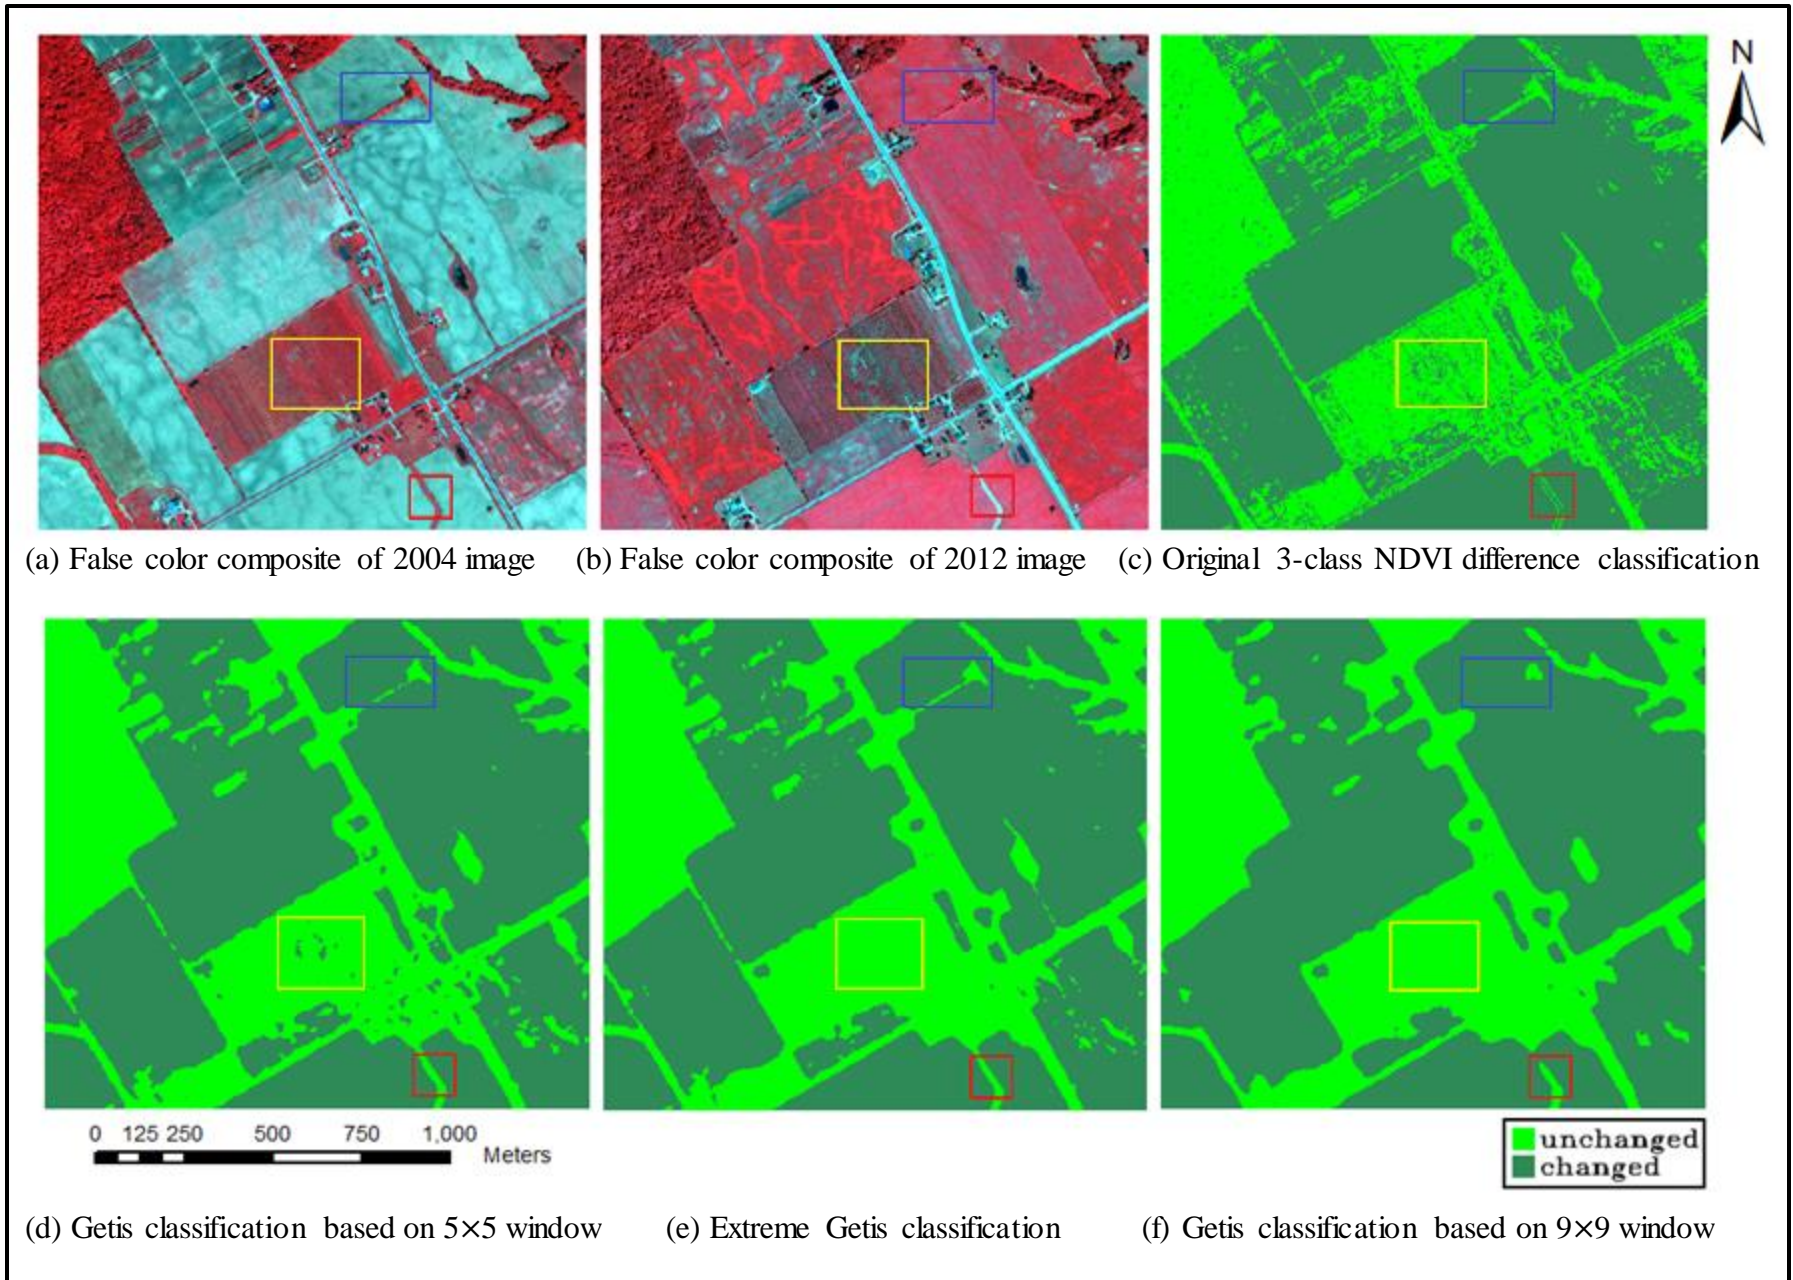 N
(a) False color composite of 2004 image (b) False color composite of 2012 image (c) Original 3-class NDVI difference classification
0 125 250 500 750 1,000
Meters
unchanged
changed
(d) Getis classification based on 5×5 window (e) Extreme Getis classification (f) Getis classification based on 9×9 window